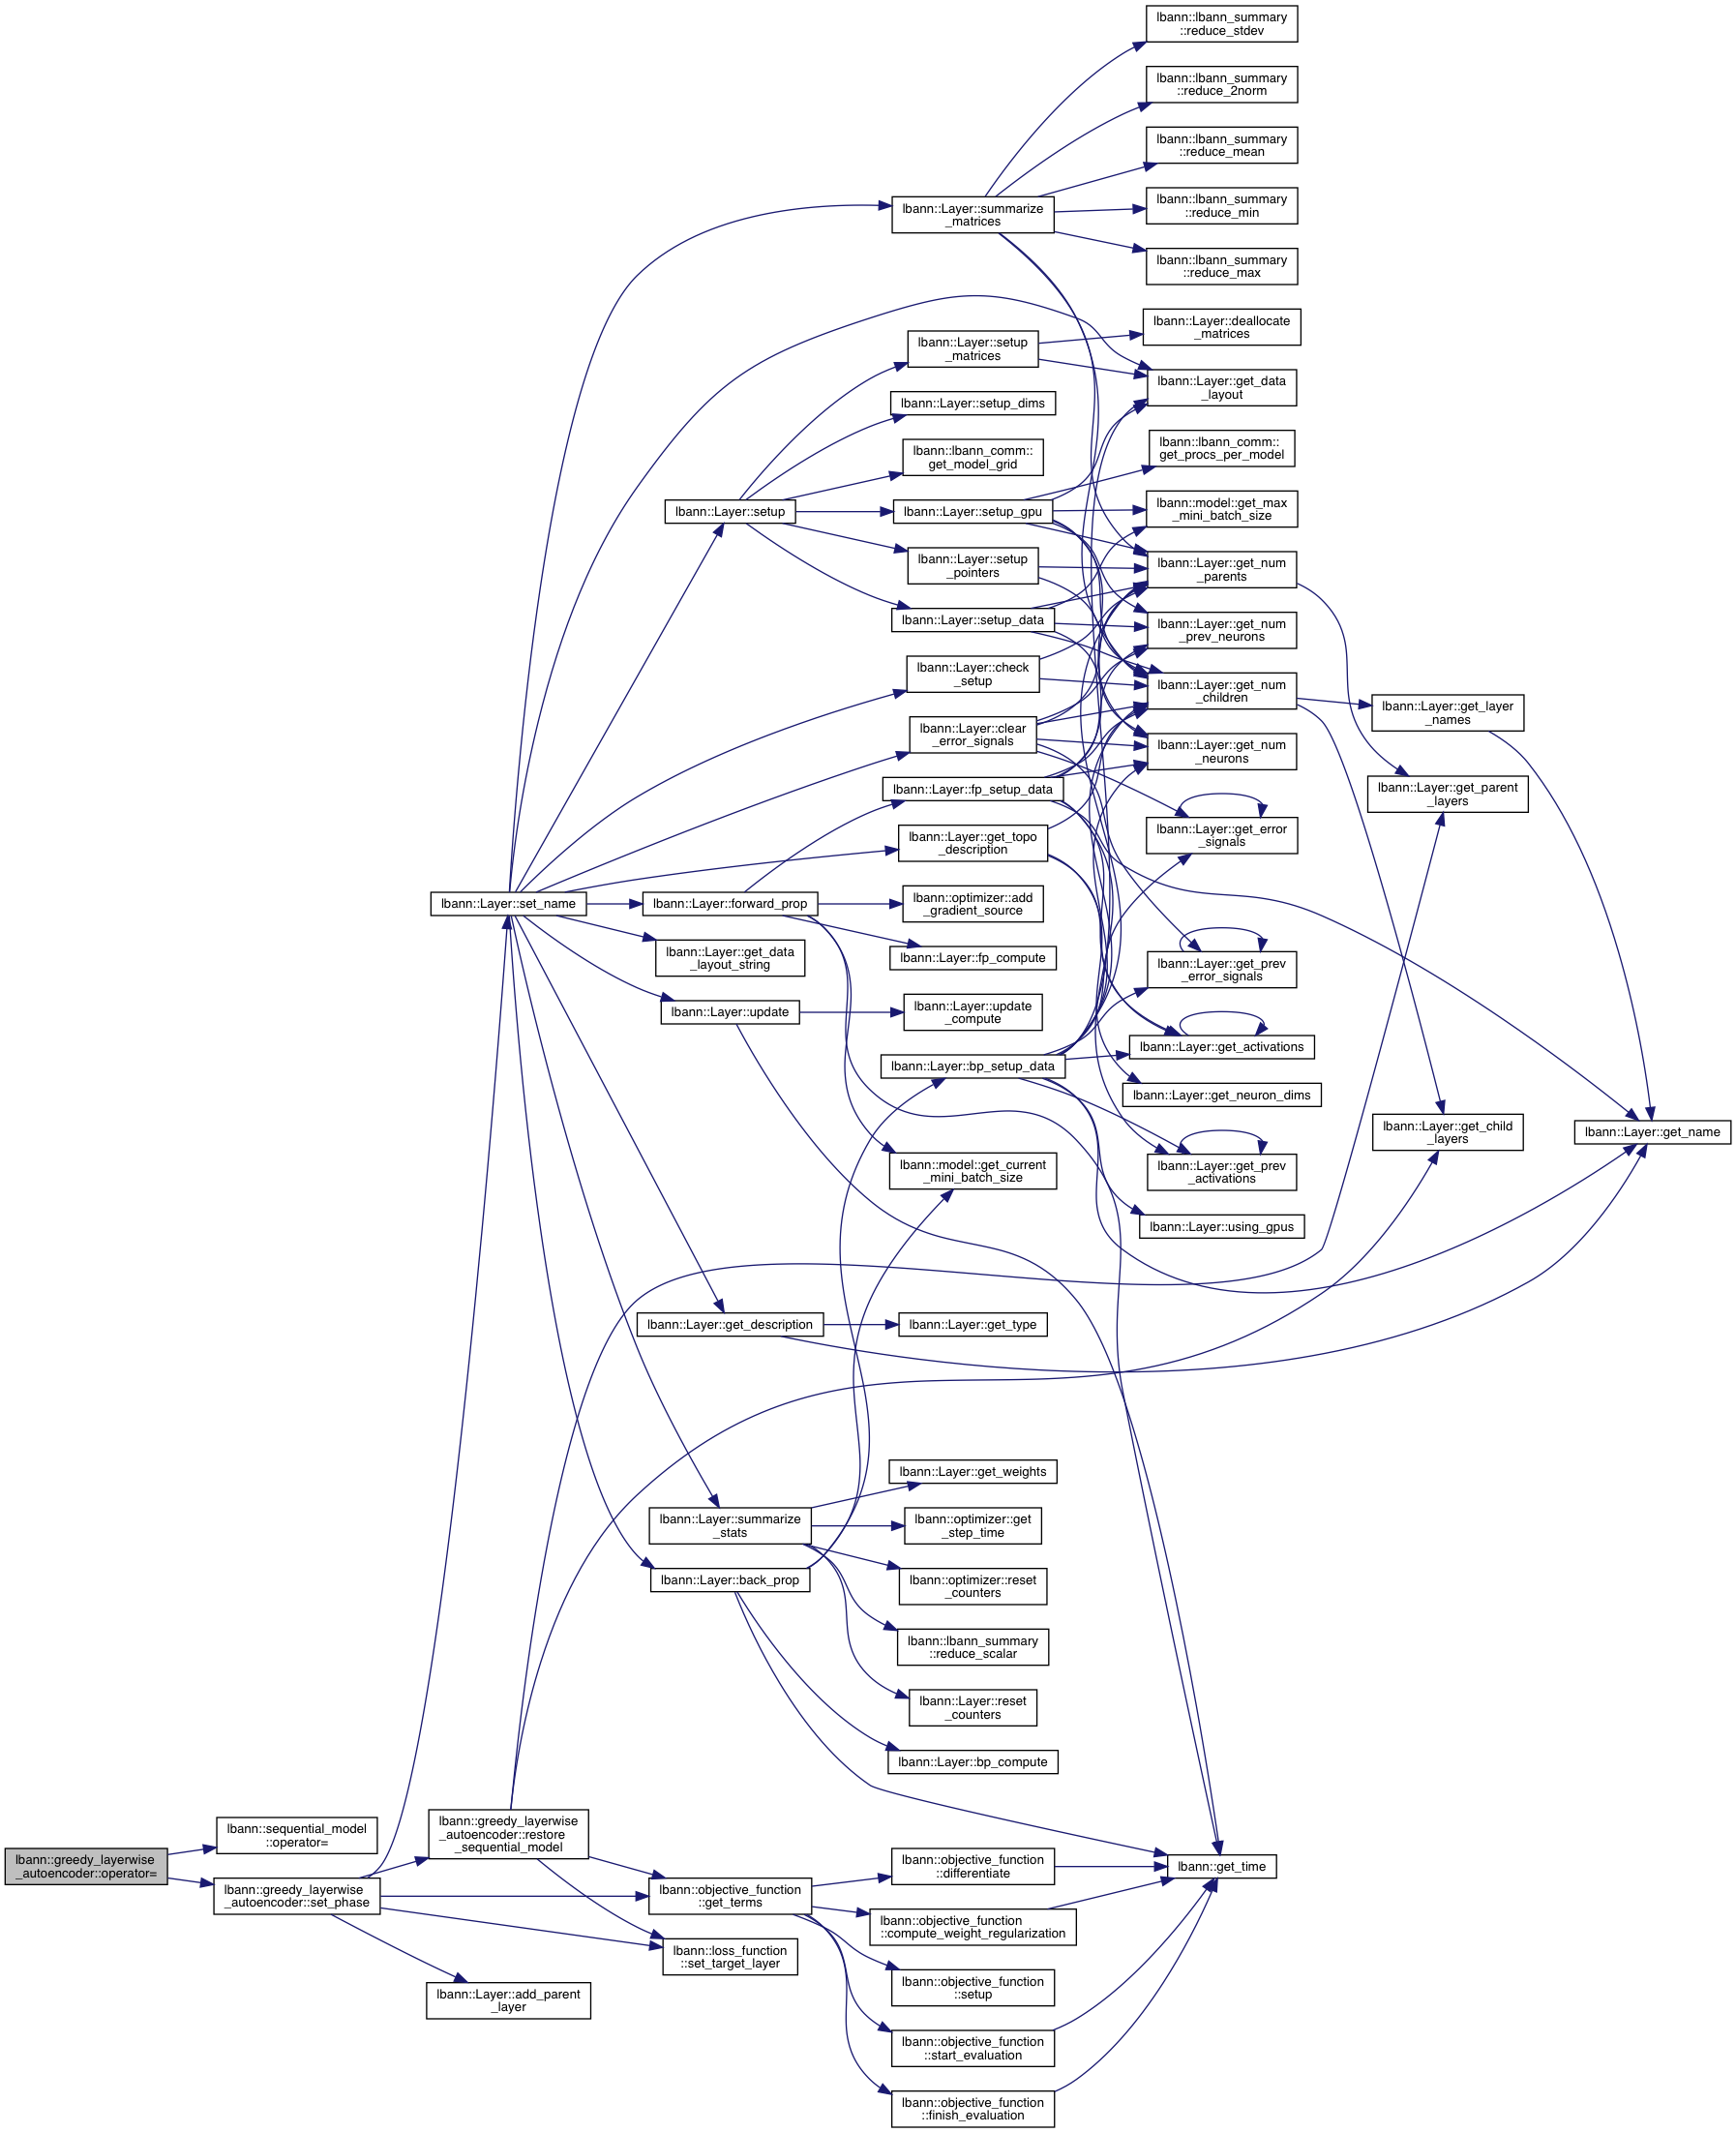 lbann::lbann_summary
::reduce_stdev
lbann::lbann_summary
::reduce_2norm
lbann::lbann_summary
::reduce_mean
lbann::Layer::summarize
_matrices
lbann::lbann_summary
::reduce_min
lbann::lbann_summary
::reduce_max
lbann::Layer::deallocate
_matrices
lbann::Layer::setup
_matrices
lbann::Layer::get_data
_layout
lbann::Layer::setup_dims
lbann::lbann_comm::
get_model_grid
lbann::lbann_comm::
get_procs_per_model
lbann::Layer::setup
lbann::Layer::setup_gpu
lbann::model::get_max
_mini_batch_size
lbann::Layer::setup
_pointers
lbann::Layer::get_num
_parents
lbann::Layer::setup_data
lbann::Layer::get_num
_prev_neurons
lbann::Layer::check
_setup
lbann::Layer::get_num
_children
lbann::Layer::get_layer
_names
lbann::Layer::clear
_error_signals
lbann::Layer::get_num
_neurons
lbann::Layer::fp_setup_data
lbann::Layer::get_parent
_layers
lbann::Layer::get_topo
_description
lbann::Layer::get_error
_signals
lbann::Layer::set_name
lbann::Layer::forward_prop
lbann::optimizer::add
_gradient_source
lbann::Layer::get_data
_layout_string
lbann::Layer::fp_compute
lbann::Layer::get_prev
_error_signals
lbann::Layer::update
lbann::Layer::update
_compute
lbann::Layer::get_activations
lbann::Layer::bp_setup_data
lbann::Layer::get_neuron_dims
lbann::Layer::get_child
_layers
lbann::Layer::get_name
lbann::model::get_current
_mini_batch_size
lbann::Layer::get_prev
_activations
lbann::Layer::using_gpus
lbann::Layer::get_description
lbann::Layer::get_type
lbann::Layer::get_weights
lbann::Layer::summarize
_stats
lbann::optimizer::get
_step_time
lbann::Layer::back_prop
lbann::optimizer::reset
_counters
lbann::lbann_summary
::reduce_scalar
lbann::Layer::reset
_counters
lbann::Layer::bp_compute
lbann::greedy_layerwise
_autoencoder::operator=
lbann::sequential_model
::operator=
lbann::greedy_layerwise
_autoencoder::restore
_sequential_model
lbann::greedy_layerwise
_autoencoder::set_phase
lbann::objective_function
::get_terms
lbann::objective_function
::differentiate
lbann::get_time
lbann::objective_function
::compute_weight_regularization
lbann::loss_function
::set_target_layer
lbann::Layer::add_parent
_layer
lbann::objective_function
::setup
lbann::objective_function
::start_evaluation
lbann::objective_function
::finish_evaluation